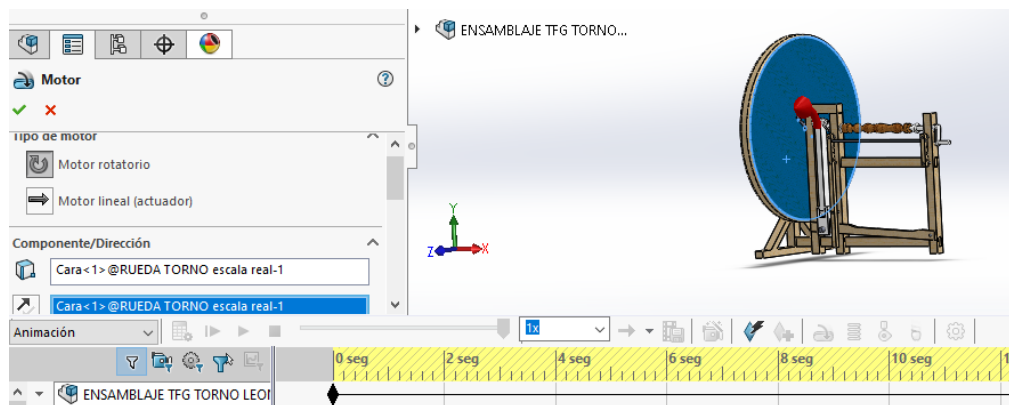 ENSAMBLAJE TFG TORNO...
Motor
Tipo de motor
Motor rotatorio
Motor lineal (actuador)
Componente/Dirección
Cara<1>@RUEDA TORNO escala real-1
Cara<1>@RUEDA TORNO escala real-1
Y
Z
X
Animación
1x
0 seg
2 seg
4 seg
6 seg
8 seg
10 seg
ENSAMBLAJE TFG TORNO LEO